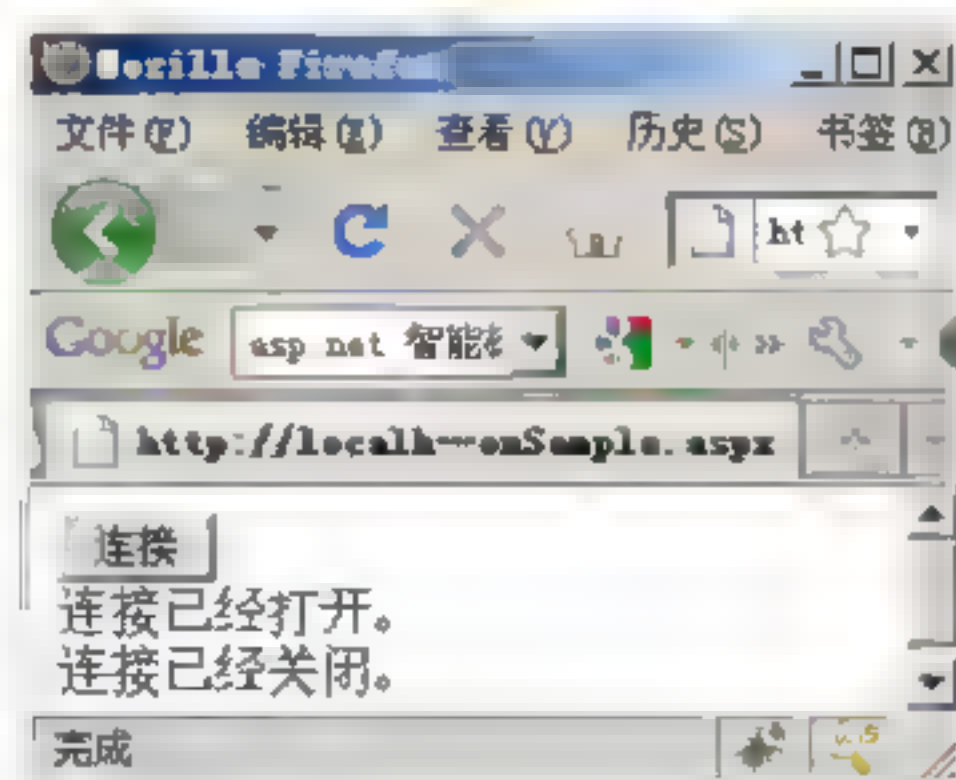 文件(F) 编辑(E) 查看(V) 历史(S) 书签(B)
ht
Google asp net 智能
http://localh…onSample.aspx
连接
连接已经打开。
连接已经关闭。
完成